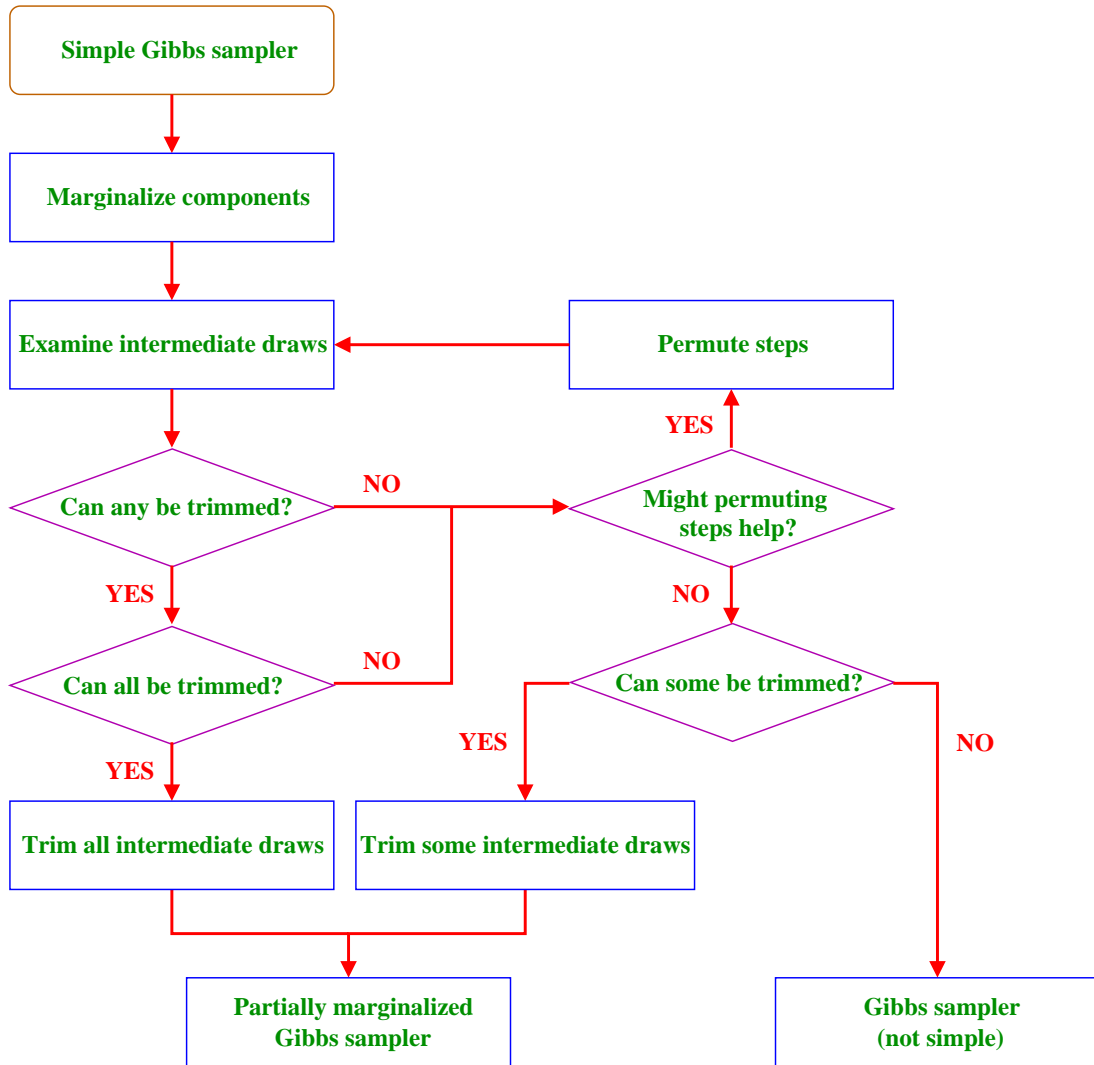 Simple Gibbs sampler
Marginalize components
Examine intermediate draws
Permute steps
YES
Can any be trimmed?
NO
Might permuting
steps help?
YES
NO
Can all be trimmed?
NO
Can some be trimmed?
YES
YES
NO
Trim all intermediate draws
Trim some intermediate draws
Partially marginalized
Gibbs sampler
Gibbs sampler
(not simple)